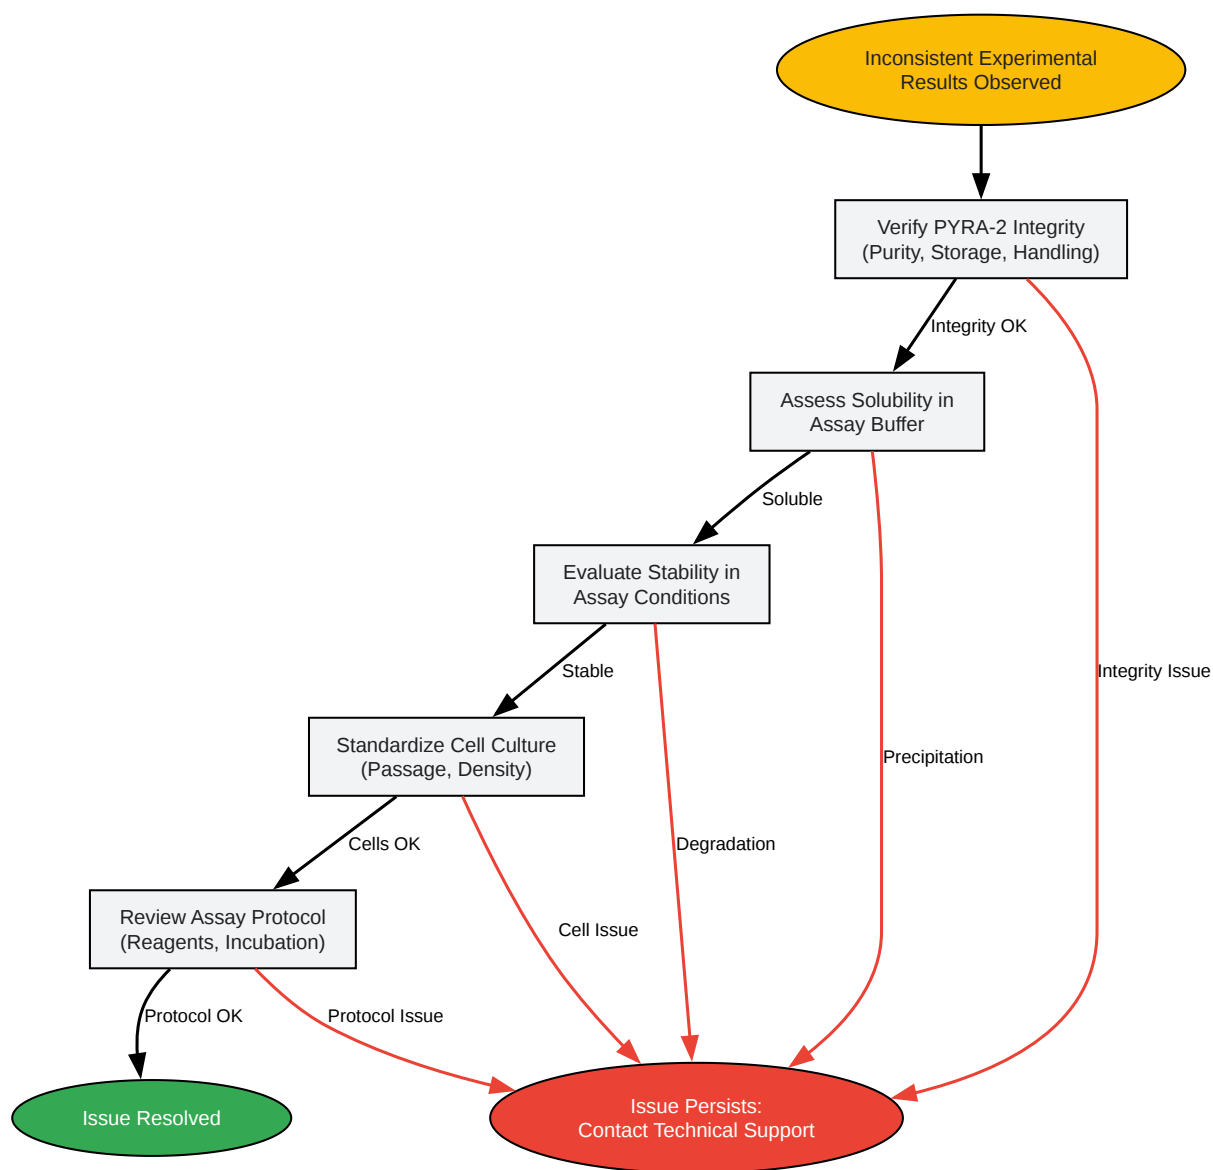 Inconsistent Experimental
Results Observed
Verify PYRA-2 Integrity
(Purity, Storage, Handling)
Integrity OK
Assess Solubility in
Assay Buffer
Soluble
Evaluate Stability in
Assay Conditions
Stable
Integrity Issue
Standardize Cell Culture
(Passage, Density)
Precipitation
Cells OK
Degradation
Review Assay Protocol
(Reagents, Incubation)
Cell Issue
Protocol OK
Protocol Issue
Issue Resolved
Issue Persists:
Contact Technical Support